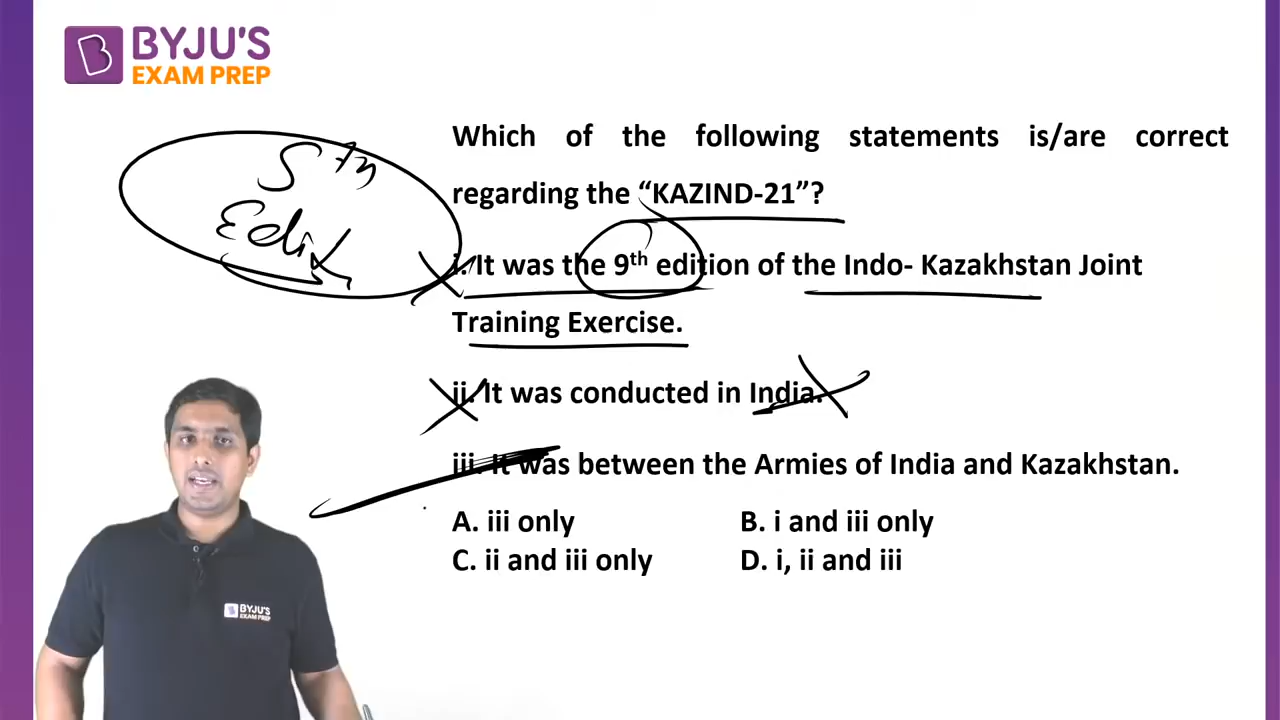 BYJU'S
EXAM PREP
5th
Edit
Which of the following statements is/are correct
regarding the “KAZIND-21”?
i. It was the 9th edition of the Indo- Kazakhstan Joint
Training Exercise.
ii. It was conducted in India.
iii. It was between the Armies of India and Kazakhstan.
A. iii only B. i and iii only
C. ii and iii only D. i, ii and iii
BYJU'S
EXAM PREP